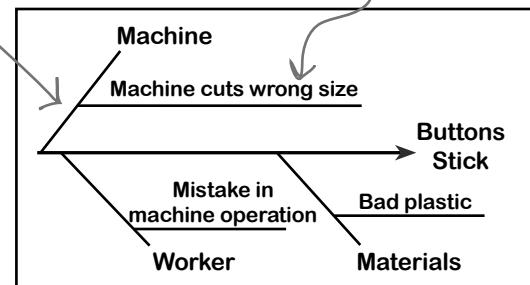 Machine
Machine cuts wrong size
Buttons
Stick
Mistake in
machine operation
Bad plastic
Worker
Materials